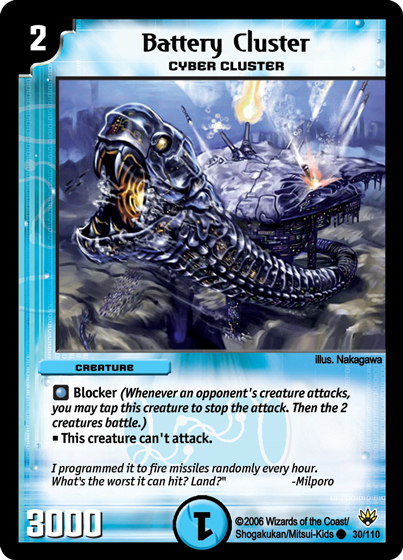 2
Battery Cluster
CYBER CLUSTER
illus. Nakagawa
CREATURE
Blocker (Whenever an opponent's creature attacks,
you may tap this creature to stop the attack. Then the 2
creatures battle.)
▪ This creature can't attack.
I programmed it to fire missiles randomly every hour.
What's the worst it can hit? Land?" -Milporo
3000
1
©2006 Wizards of the Coast/
Shogakukan/Mitsui-Kids ● 30/110